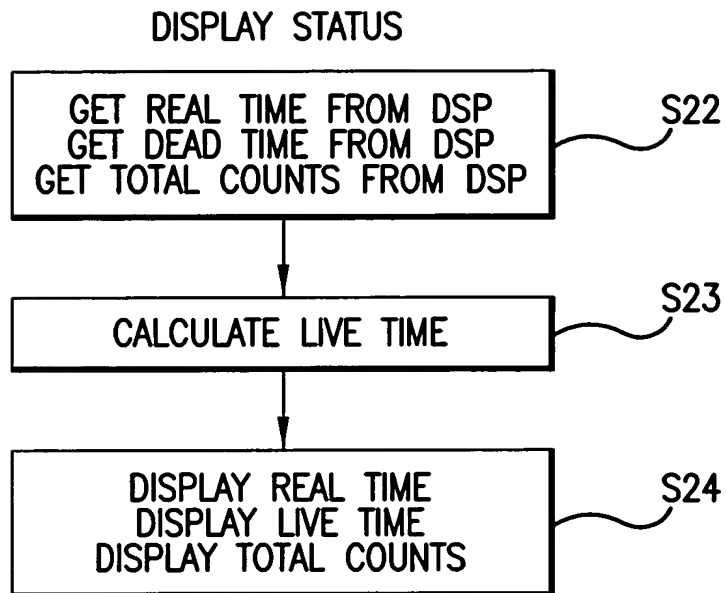 DISPLAY STATUS
GET REAL TIME FROM DSP
GET DEAD TIME FROM DSP
GET TOTAL COUNTS FROM DSP
S22
CALCULATE LIVE TIME
S23
DISPLAY REAL TIME
DISPLAY LIVE TIME
DISPLAY TOTAL COUNTS
S24